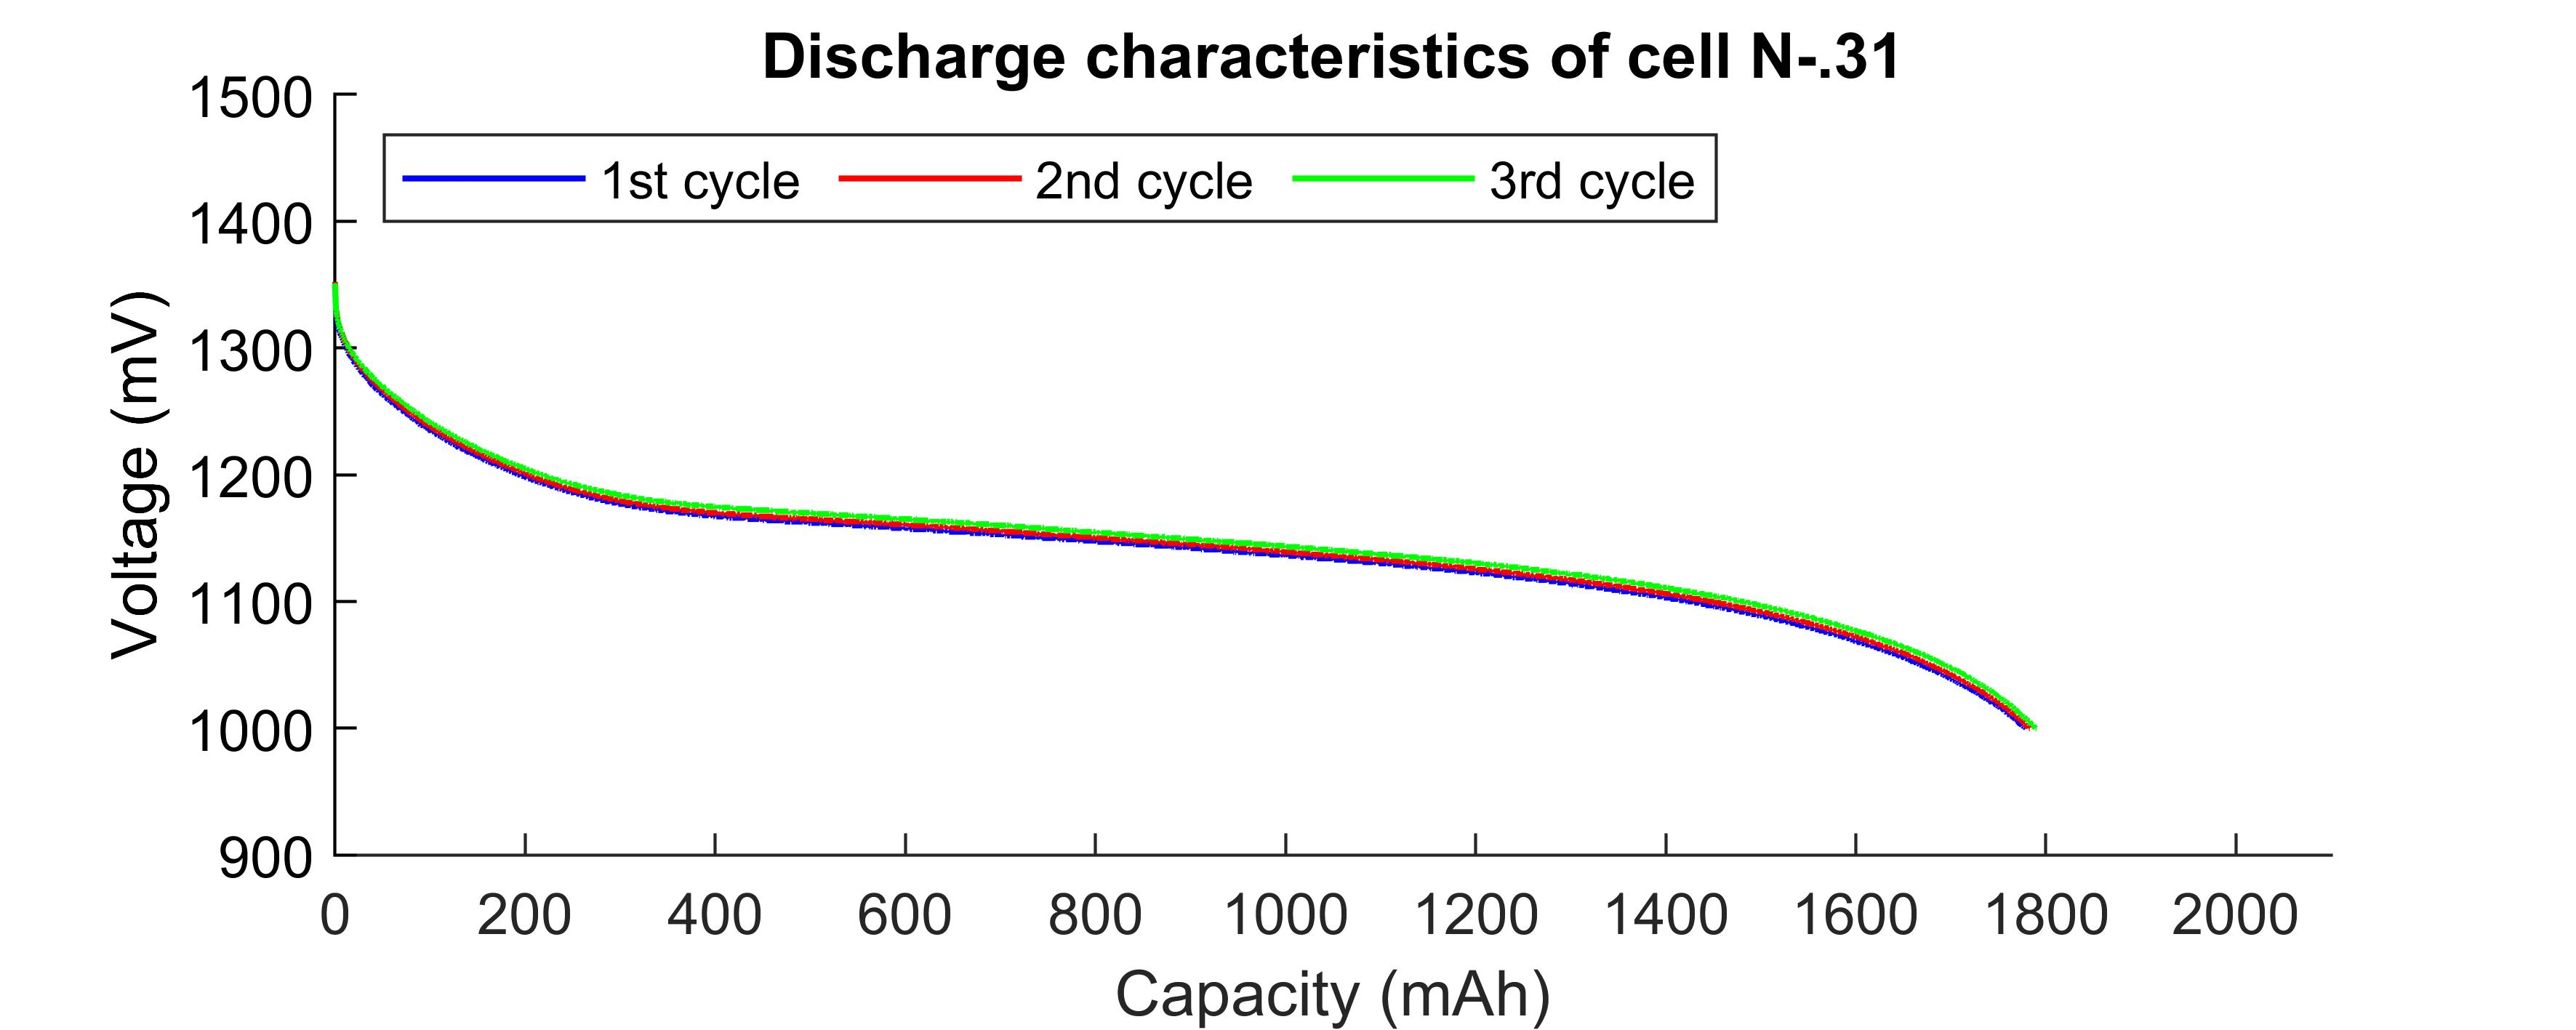 Discharge characteristics of cell N-.31
1500
1st cycle 2nd cycle 3rd cycle
1400
1300
1200
1100
1000
900
Voltage (mV)
0 200 400 600 800 1000 1200 1400 1600 1800 2000
Capacity (mAh)